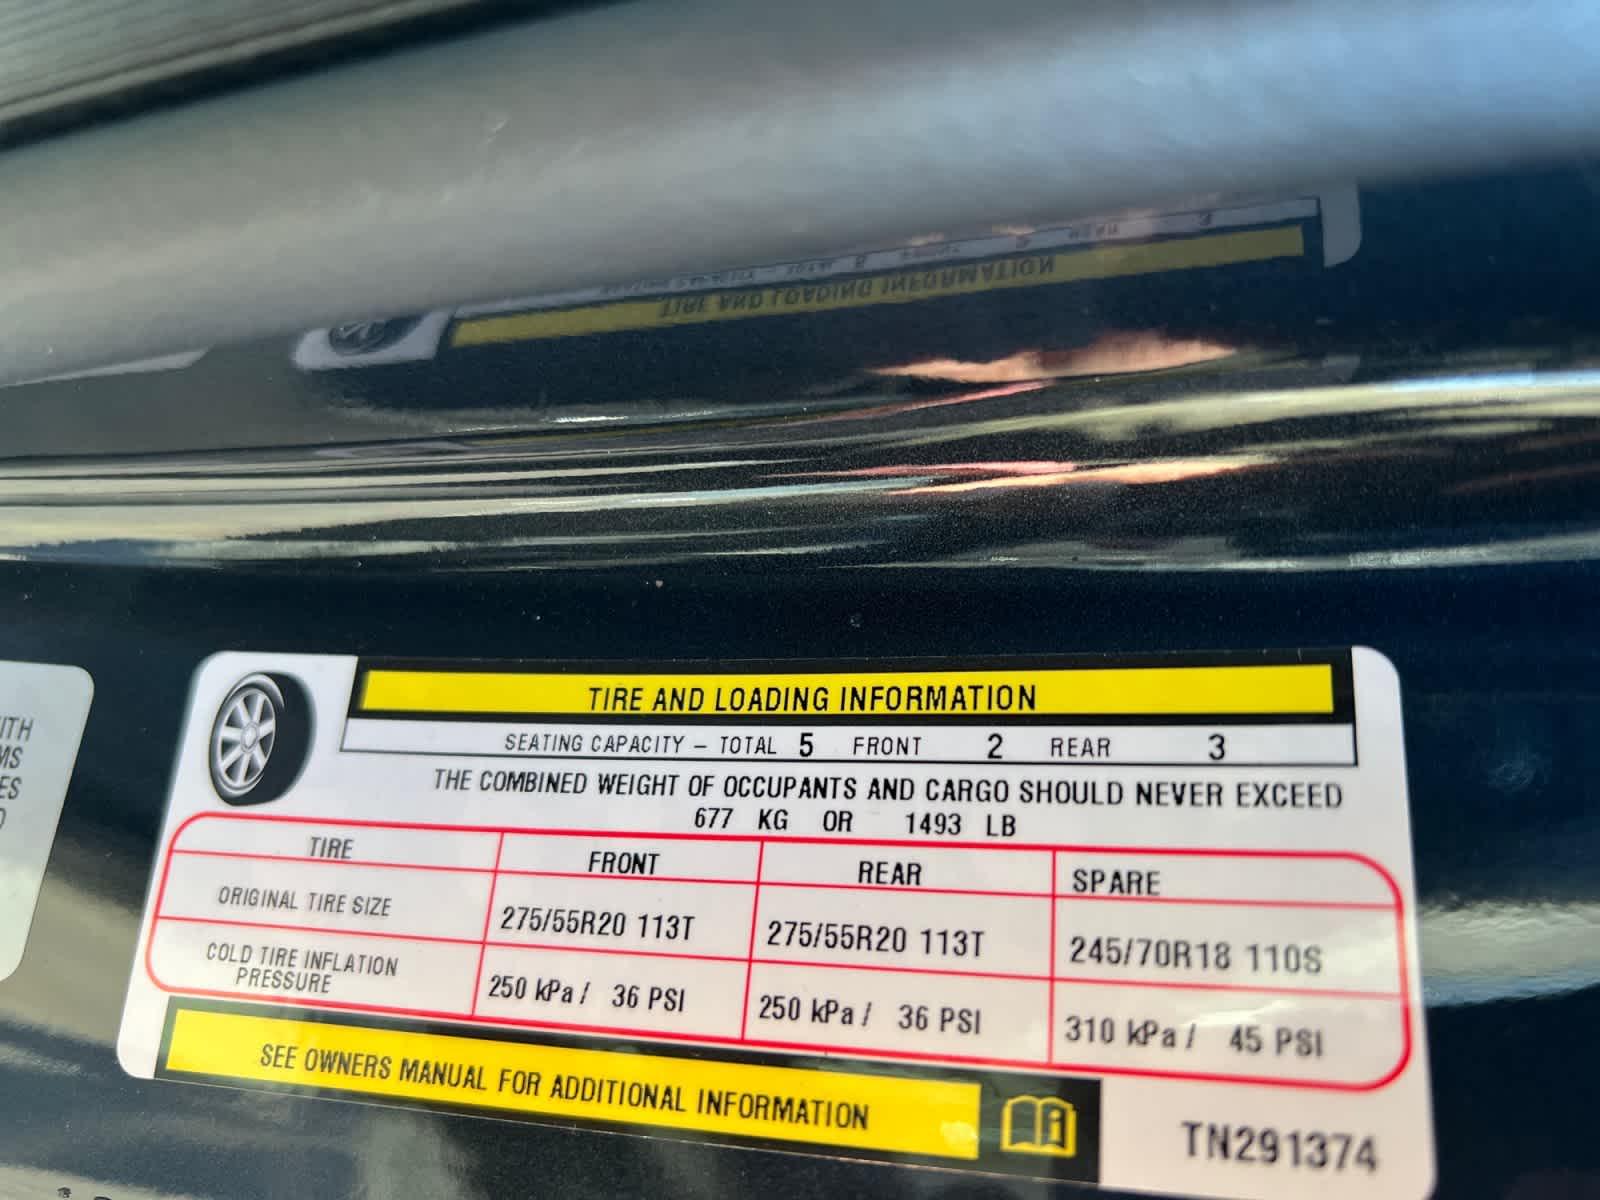 TIRE AND LOADING INFORMATION
SEATING CAPACITY – TOTAL 5 FRONT 2 REAR 3
THE COMBINED WEIGHT OF OCCUPANTS AND CARGO SHOULD NEVER EXCEED
677 KG OR 1493 LB
TIRE FRONT REAR SPARE
ORIGINAL TIRE SIZE 275/55R20 113T 275/55R20 113T 245/70R18 110S
COLD TIRE INFLATION
PRESSURE 250 kPa / 36 PSI 250 kPa / 36 PSI 310 kPa / 45 PSI
SEE OWNERS MANUAL FOR ADDITIONAL INFORMATION
TN291374